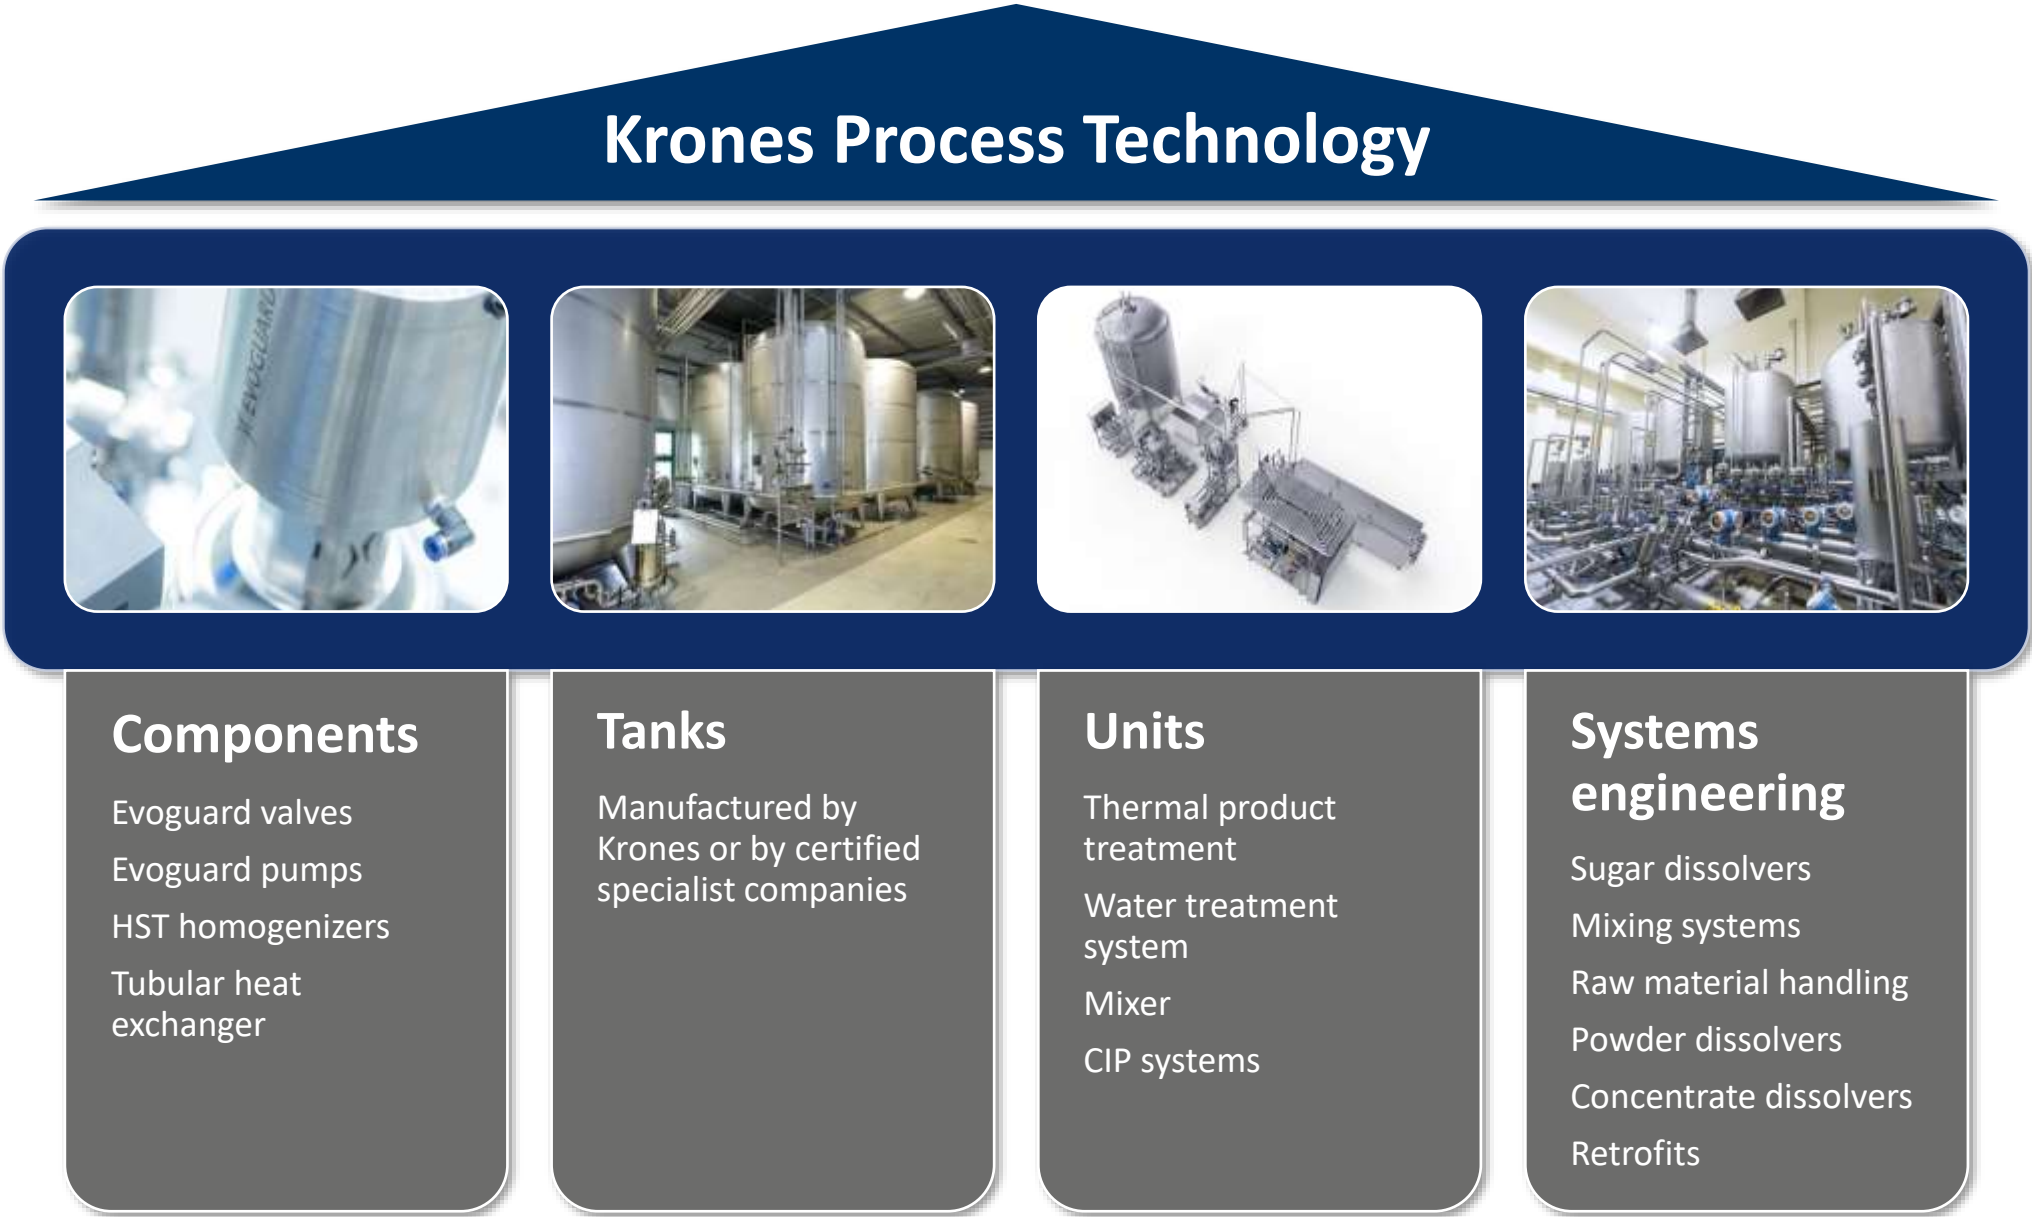 Krones Process Technology
EVOGUARD
Components
Evoguard valves
Evoguard pumps
HST homogenizers
Tubular heat
exchanger
Tanks
Manufactured by
Krones or by certified
specialist companies
Units
Thermal product
treatment
Water treatment
system
Mixer
CIP systems
Systems
engineering
Sugar dissolvers
Mixing systems
Raw material handling
Powder dissolvers
Concentrate dissolvers
Retrofits